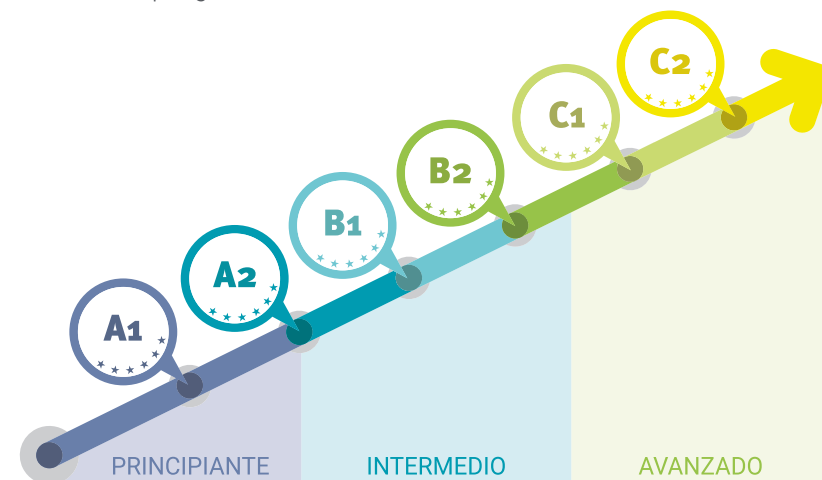 C2
C1
B2
B1
A2
A1
PRINCIPIANTE
INTERMEDIO
AVANZADO